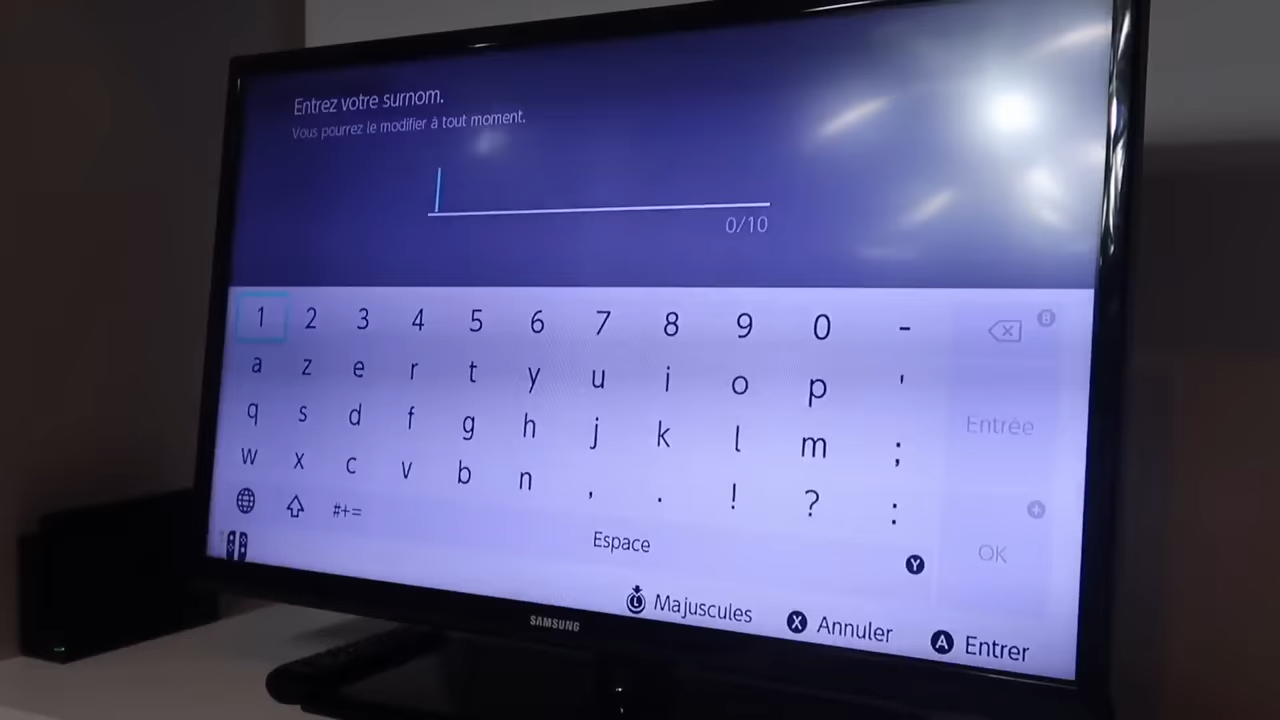 Entrez votre surnom.
Vous pourrez le modifier à tout moment.
0/10
1 2 3 4 5 6 7 8 9 0 -
a z e r t y u i o p '
q s d f g h j k l m ;
w x c v b n , . ! ? :
#+=
Entrée
OK
Espace
Y
L Majuscules
X Annuler
A Entrer
SAMSUNG